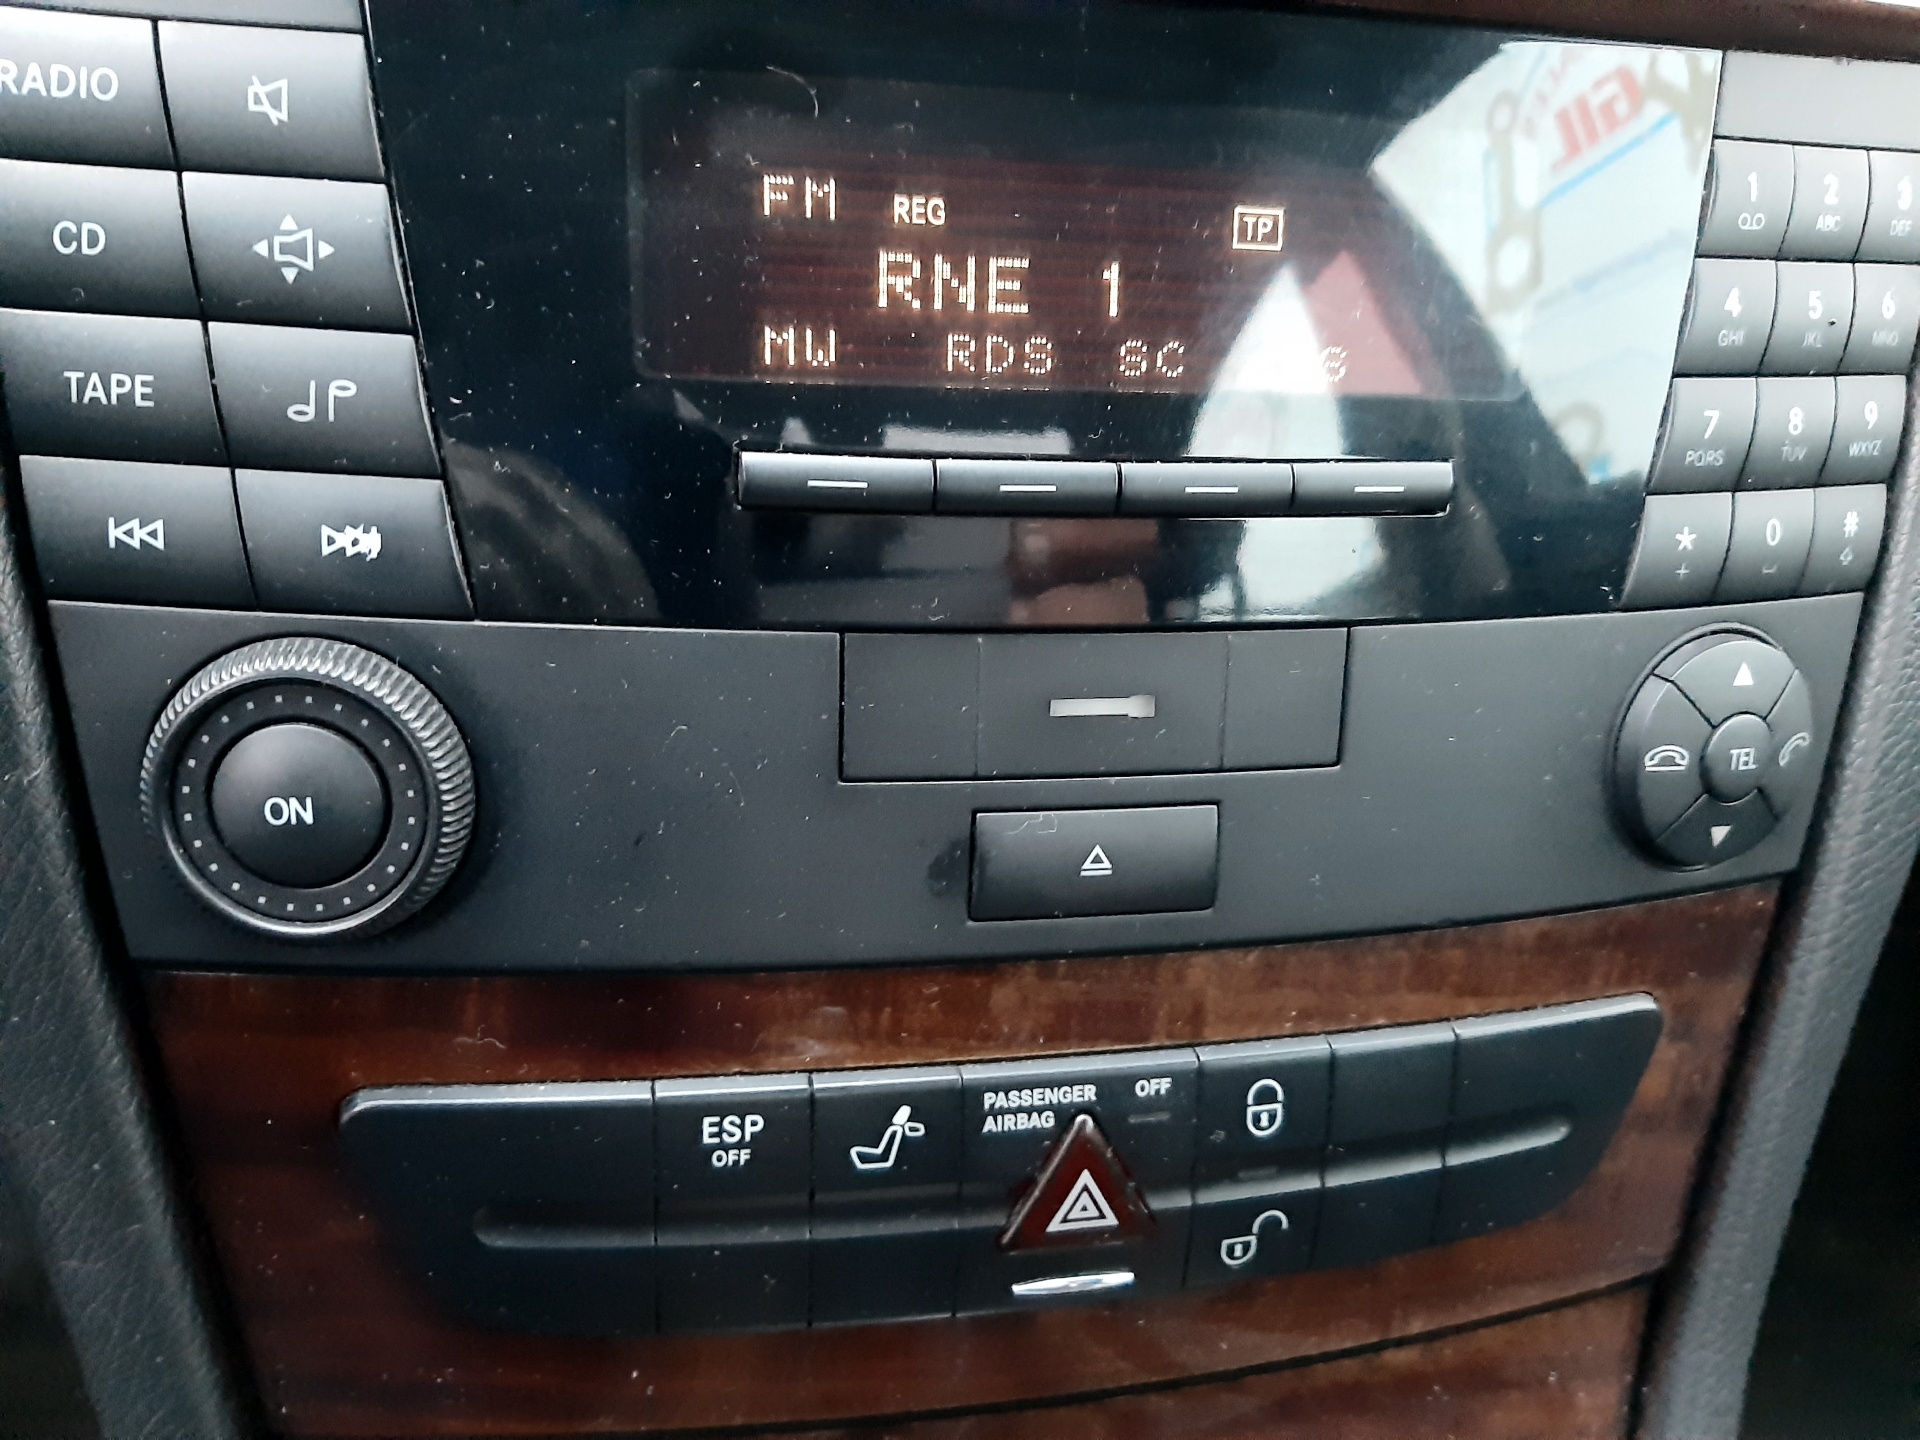 RADIO
CD
TAPE
FM REG TP
RNE 1
MW RDS SC
GIL
1
2 ABC
3 DEF
4 GHI
5 JKL
6 MNO
7 PQRS
8 TUV
9 WXYZ
* +
0
#
ON
TEL
ESP
OFF
PASSENGER
AIRBAG
OFF